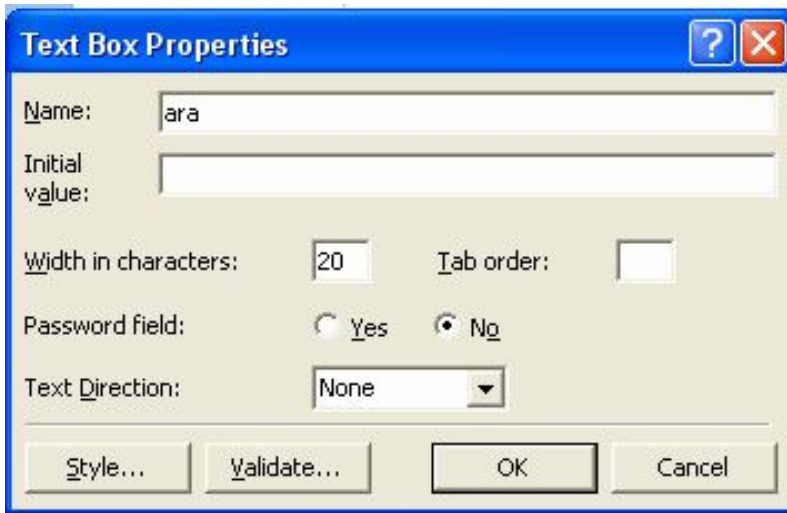 Text Box Properties
Name: ara
Initial value:
Width in characters: 20 Tab order:
Password field: Yes No
Text Direction: None
Style... Validate... OK Cancel